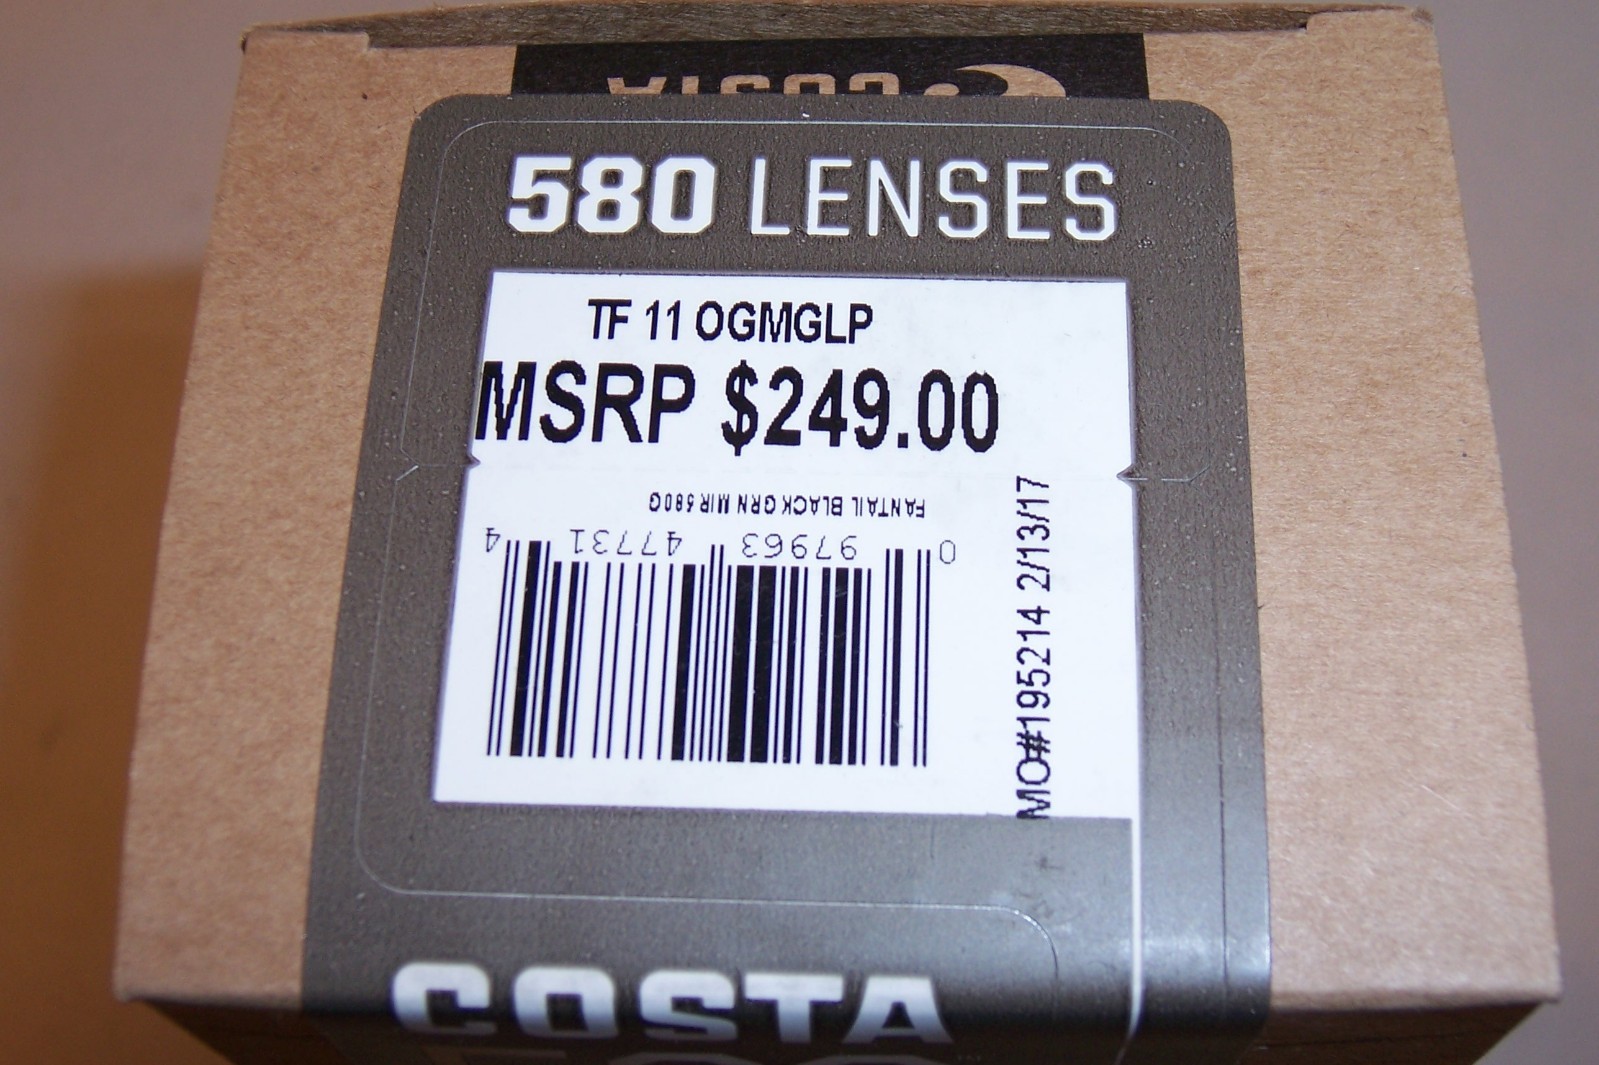 COSTA
580 LENSES
TF 11 OGMGLP
MSRP $249.00
FANTAIL BLACK GRN MIR 580G
0 97963 47731 4
MO#195214 2/13/17
COSTA